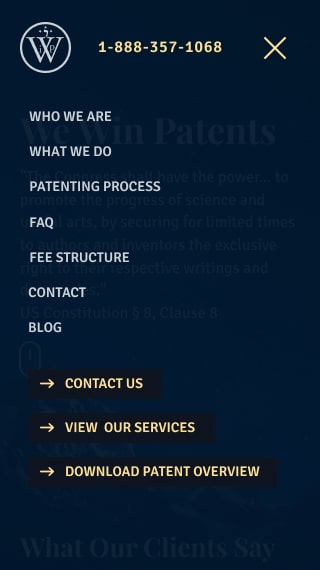 W
1-888-357-1068
WHO WE ARE
We Win Patents
WHAT WE DO
"The Congress shall have the power... to
PATENTING PROCESS
promote the progress of science and
FAQ
useful arts, by securing for limited times
to authors and inventors the exclusive
FEE STRUCTURE
right to their respective writings and
CONTACT
US Constitution § 8, Clause 8
BLOG
→ CONTACT US
→ VIEW OUR SERVICES
→ DOWNLOAD PATENT OVERVIEW
What Our Clients Say